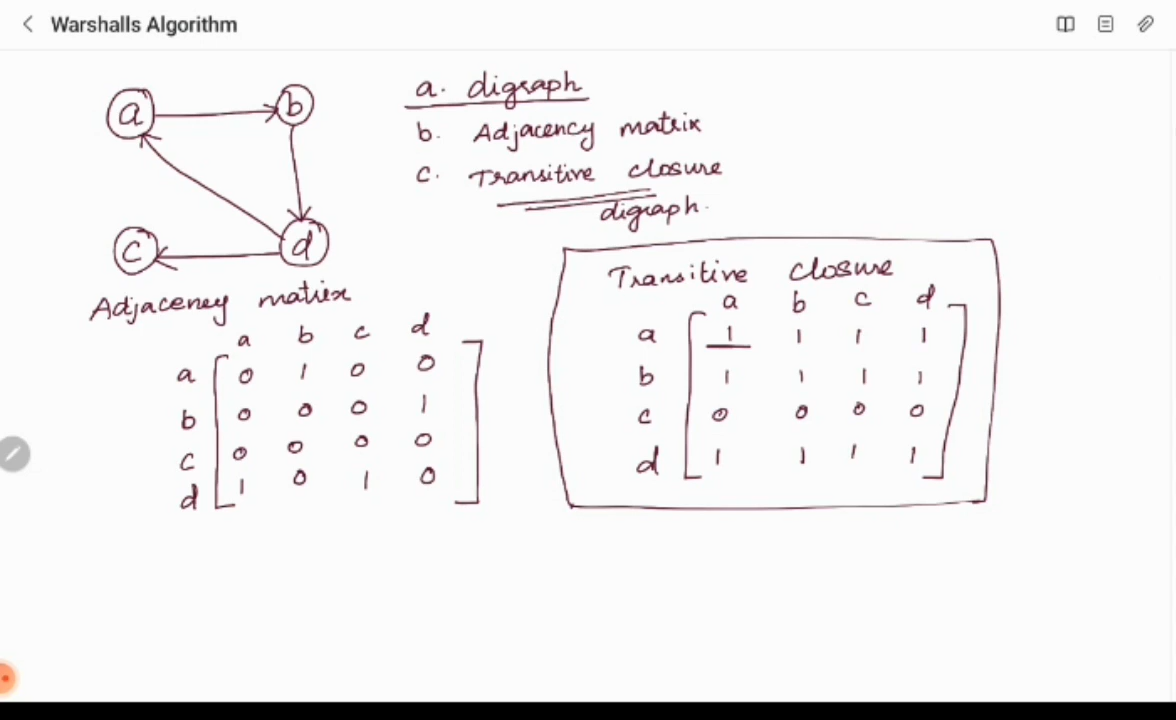 Warshalls Algorithm
a b
c d
a. digraph
b. Adjacency matrix
c. Transitive closure
digraph.
Adjacency matrix
a b c d
a 0 1 0 0
b 0 0 0 1
c 0 0 0 0
d 1 0 1 0
Transitive closure
a b c d
a 1 1 1 1
b 1 1 1 1
c 0 0 0 0
d 1 1 1 1